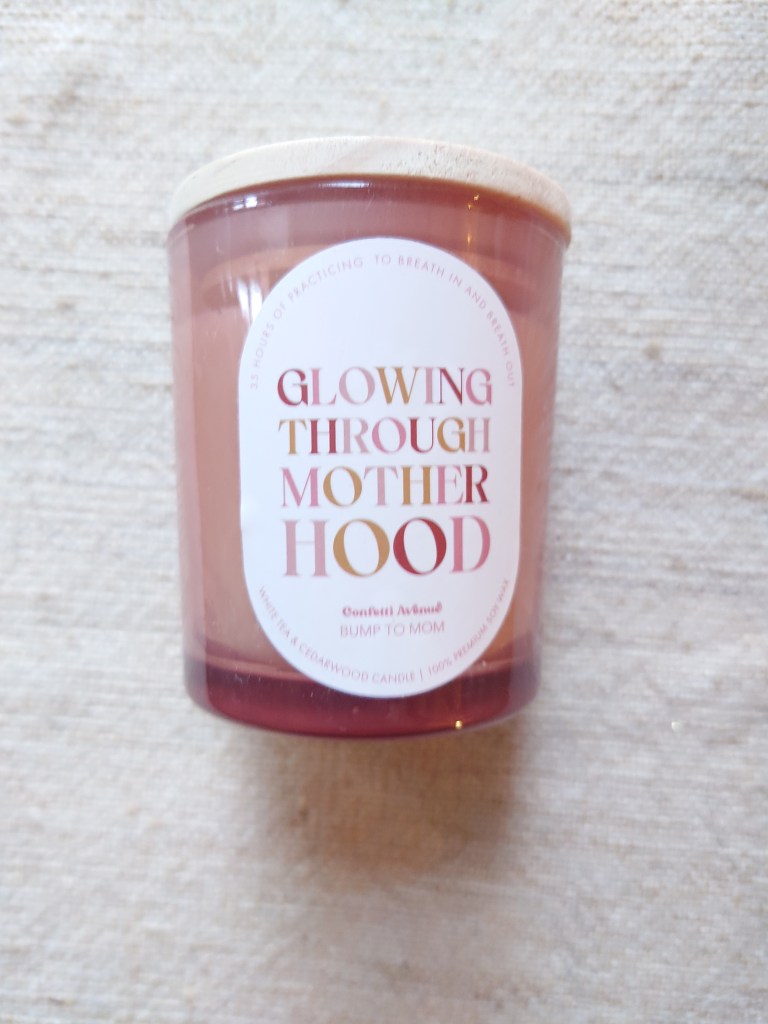 35 HOURS OF PRACTICING TO BREATH IN AND BREATH OUT
GLOWING
THROUGH
MOTHER
HOOD
Confetti Avenue
BUMP TO MOM
WHITE TEA & CEDARWOOD CANDLE | 100% PREMIUM SOY WAX